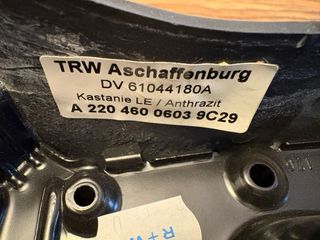 TRW Aschaffenburg
DV 61044180A
Kastanie LE / Anthrazit
A 220 460 0603 9C29
R+W